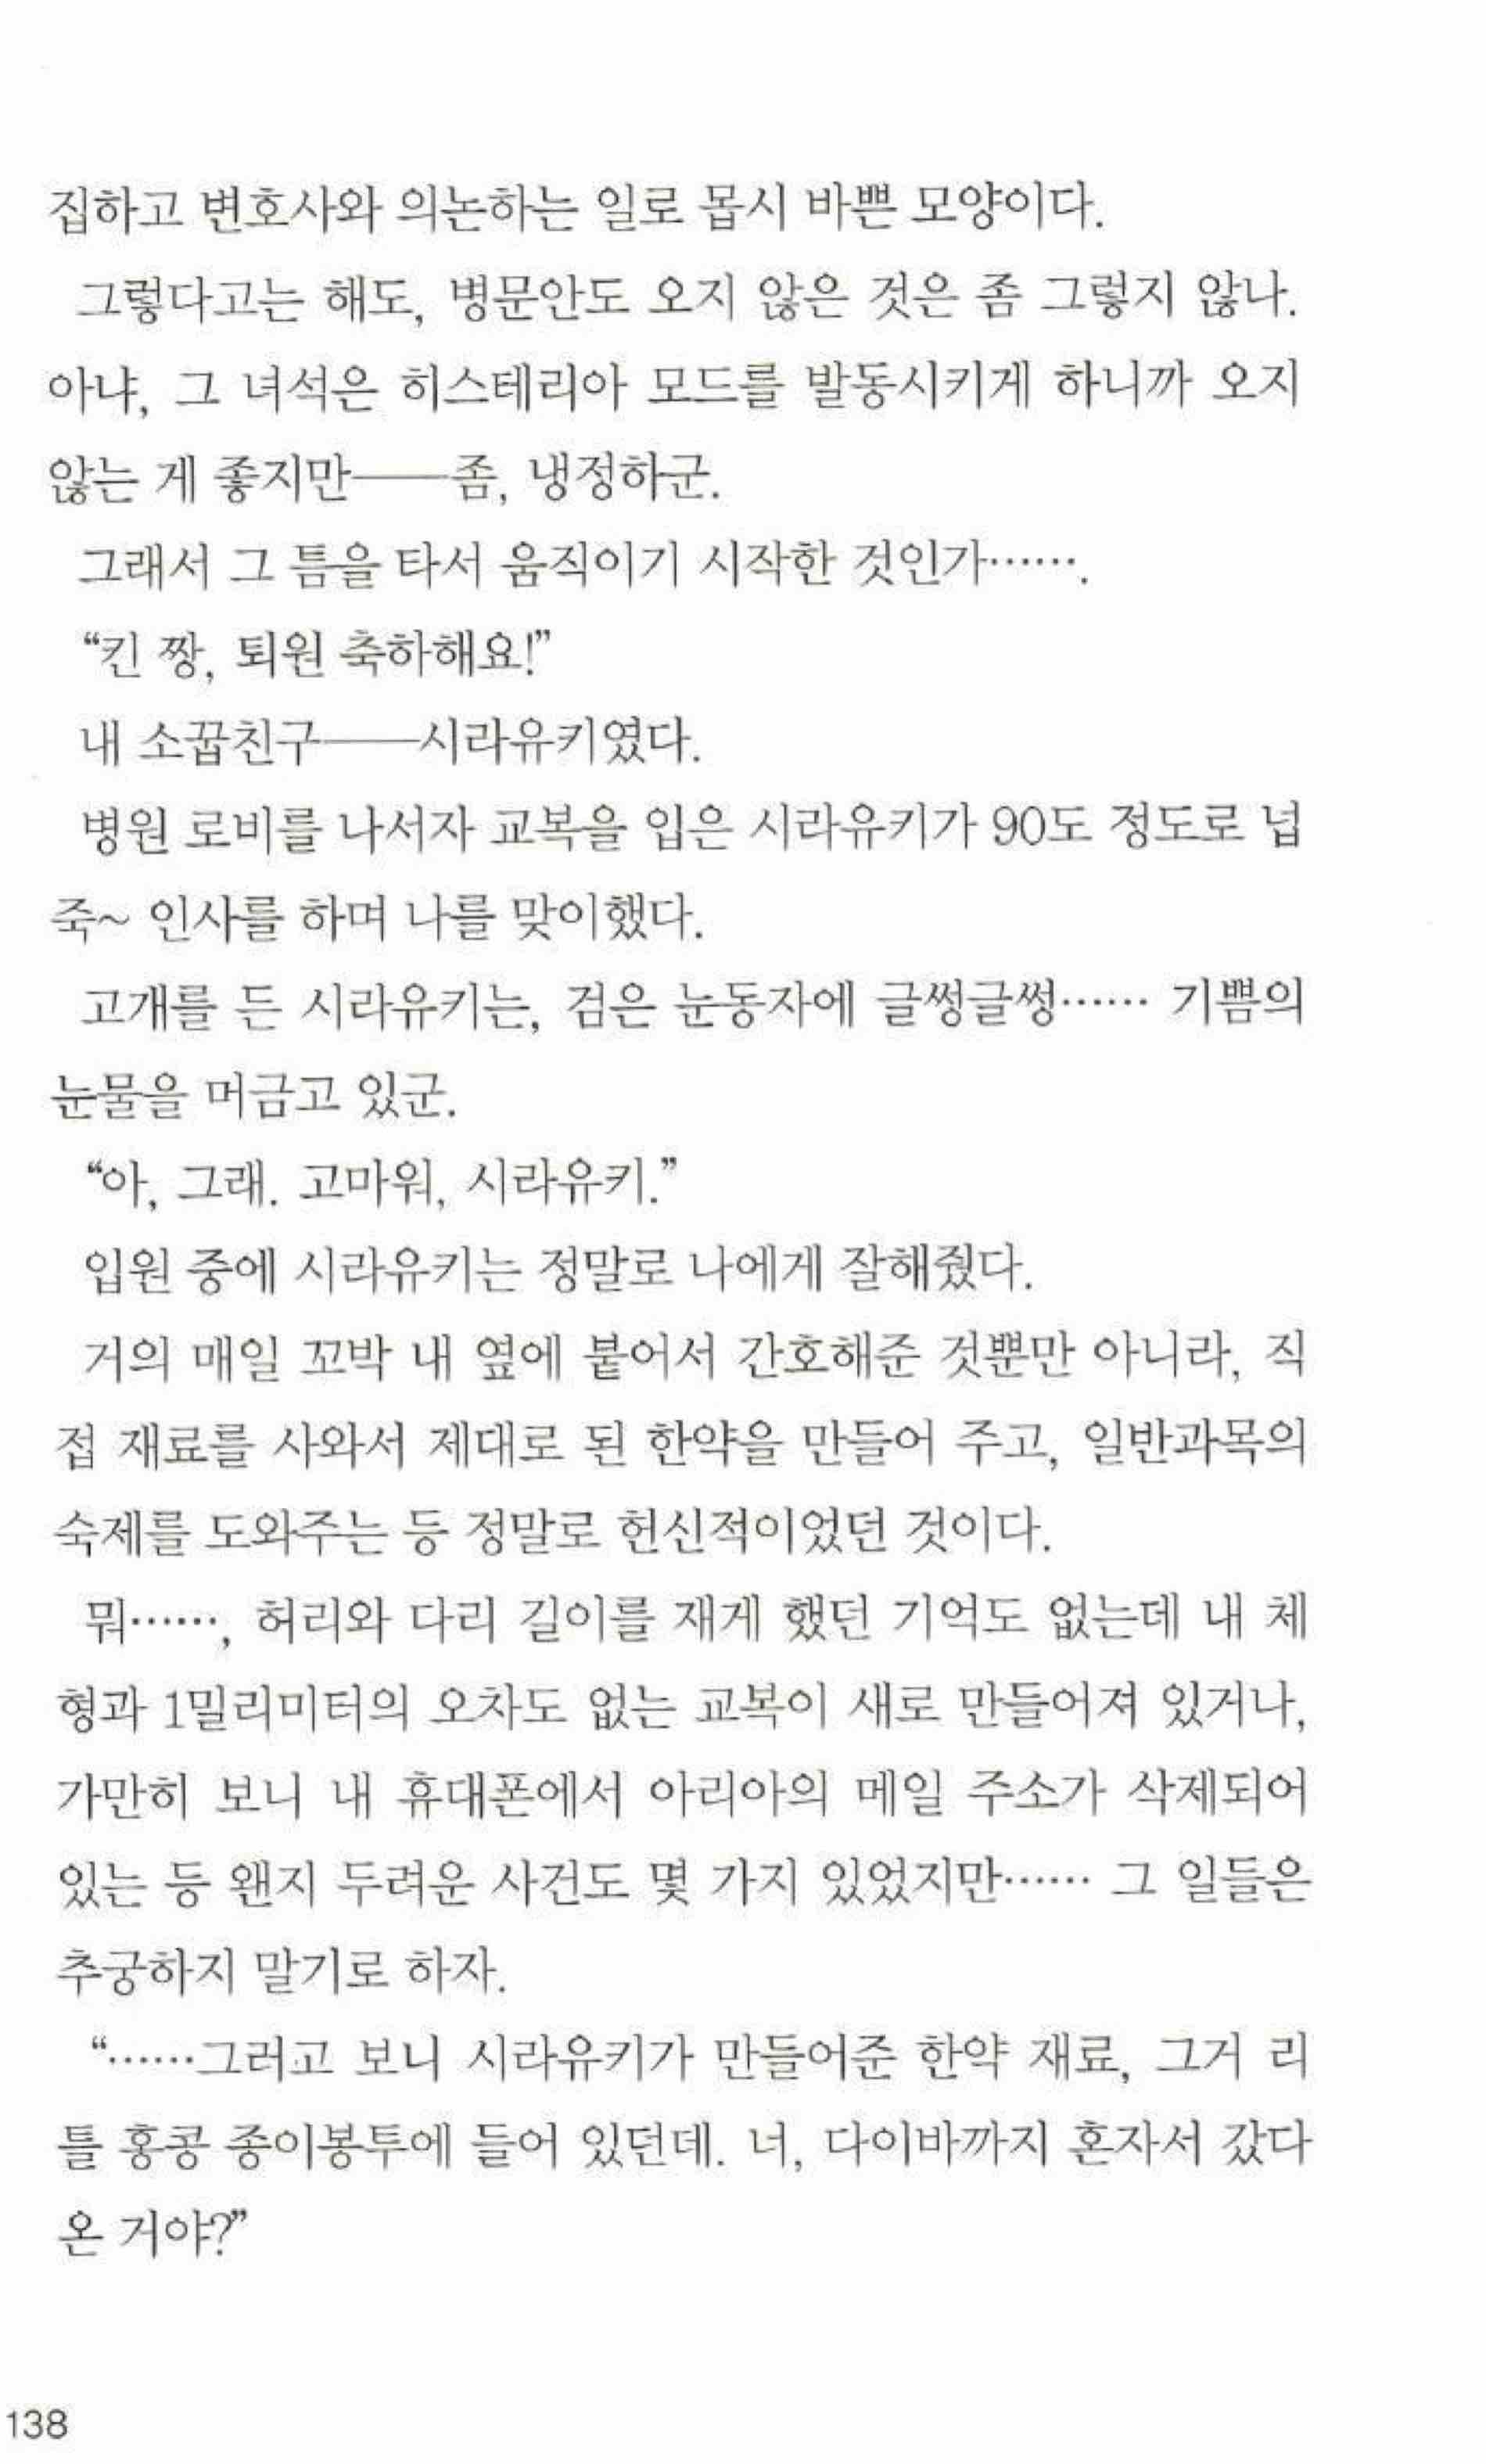 집하고 변호사와 의논하는 일로 몹시 바쁜 모양이다.
그렇다고는 해도, 병문안도 오지 않은 것은 좀 그렇지 않나.
아냐, 그 녀석은 히스테리아 모드를 발동시키게 하니까 오지
않는 게 좋지만――좀, 냉정하군.
그래서 그 틈을 타서 움직이기 시작한 것인가…….
“킨 짱, 퇴원 축하해요!”
내 소꿉친구――시라유키였다.
병원 로비를 나서자 교복을 입은 시라유키가 90도 정도로 넙
죽~ 인사를 하며 나를 맞이했다.
고개를 든 시라유키는, 검은 눈동자에 글썽글썽…… 기쁨의
눈물을 머금고 있군.
“아, 그래. 고마워, 시라유키.”
입원 중에 시라유키는 정말로 나에게 잘해줬다.
거의 매일 꼬박 내 옆에 붙어서 간호해준 것뿐만 아니라, 직
접 재료를 사와서 제대로 된 한약을 만들어 주고, 일반과목의
숙제를 도와주는 등 정말로 헌신적이었던 것이다.
뭐……, 허리와 다리 길이를 재게 했던 기억도 없는데 내 체
형과 1밀리미터의 오차도 없는 교복이 새로 만들어져 있거나,
가만히 보니 내 휴대폰에서 아리아의 메일 주소가 삭제되어
있는 등 왠지 두려운 사건도 몇 가지 있었지만…… 그 일들은
추궁하지 말기로 하자.
“……그러고 보니 시라유키가 만들어준 한약 재료, 그거 리
틀 홍콩 종이봉투에 들어 있던데. 너, 다이바까지 혼자서 갔다
온 거야?”
138